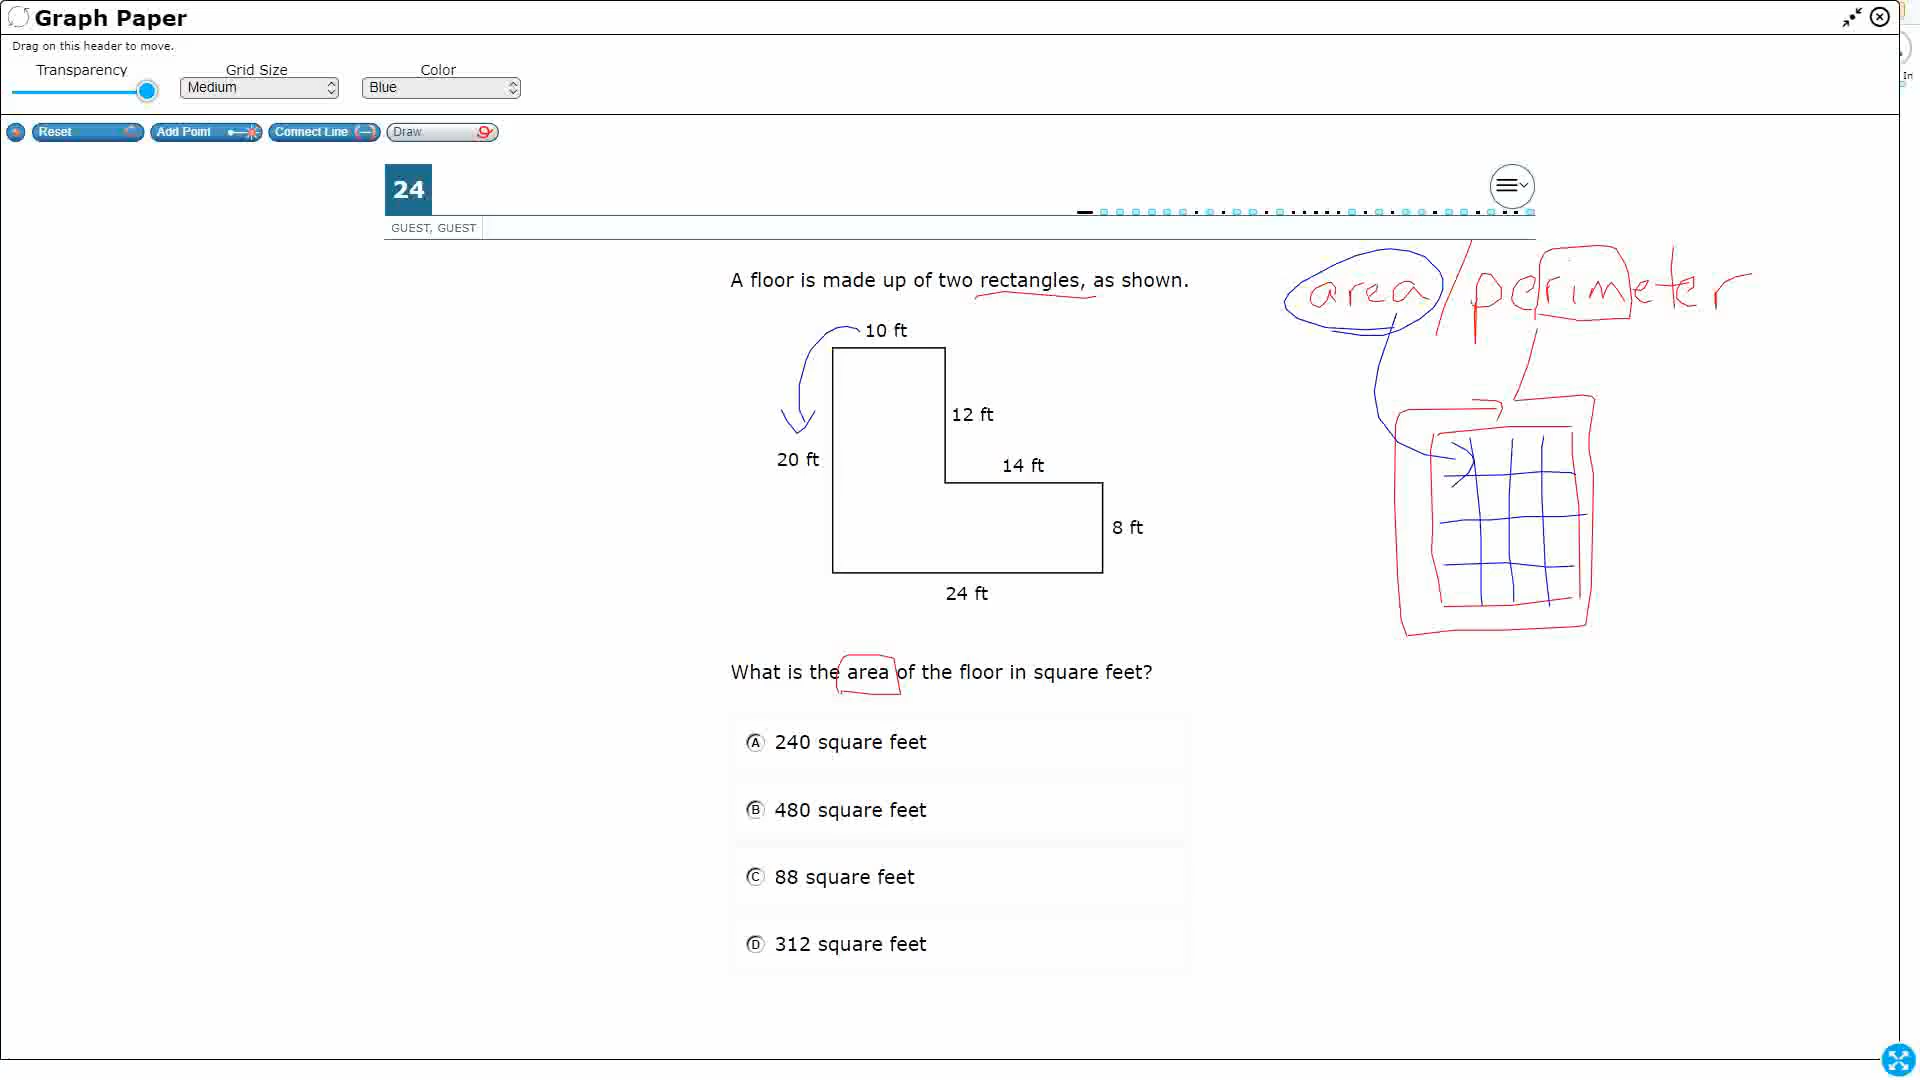 Graph Paper
Drag on this header to move.
Transparency Grid Size Color
Medium Blue
Reset Add Point Connect Line Draw
24
GUEST, GUEST
A floor is made up of two rectangles, as shown.
area / perimeter
10 ft
12 ft
20 ft
14 ft
8 ft
24 ft
What is the area of the floor in square feet?
A 240 square feet
B 480 square feet
C 88 square feet
D 312 square feet